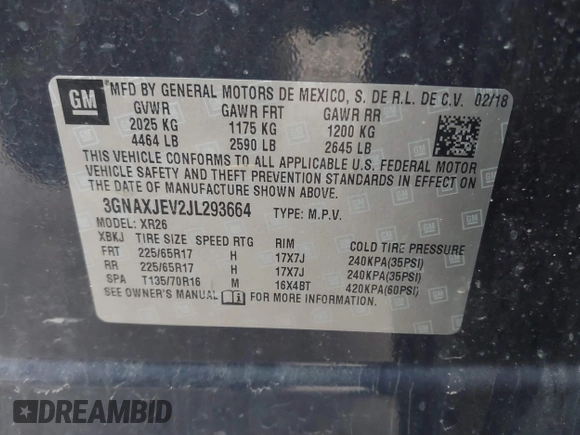 GM
MFD BY GENERAL MOTORS DE MEXICO, S. DE R.L. DE C.V. 02/18
GVWR GAWR FRT GAWR RR
2025 KG 1175 KG 1200 KG
4464 LB 2590 LB 2645 LB
THIS VEHICLE CONFORMS TO ALL APPLICABLE U.S. FEDERAL MOTOR
VEHICLE SAFETY AND THEFT PREVENTION STANDARDS IN EFFECT ON
THE DATE OF MANUFACTURE SHOWN ABOVE.
3GNAXJEV2JL293664 TYPE: M.P.V.
MODEL: XR26
XBKJ TIRE SIZE SPEED RTG RIM COLD TIRE PRESSURE
FRT 225/65R17 H 17X7J 240KPA(35PSI)
RR 225/65R17 H 17X7J 240KPA(35PSI)
SPA T135/70R16 M 16X4BT 420KPA(60PSI)
SEE OWNER'S MANUAL FOR MORE INFORMATION
DREAMBID